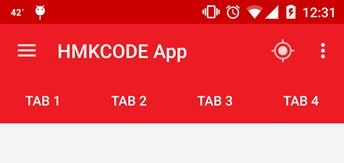 42° 12:31
HMKCODE App
TAB 1 TAB 2 TAB 3 TAB 4